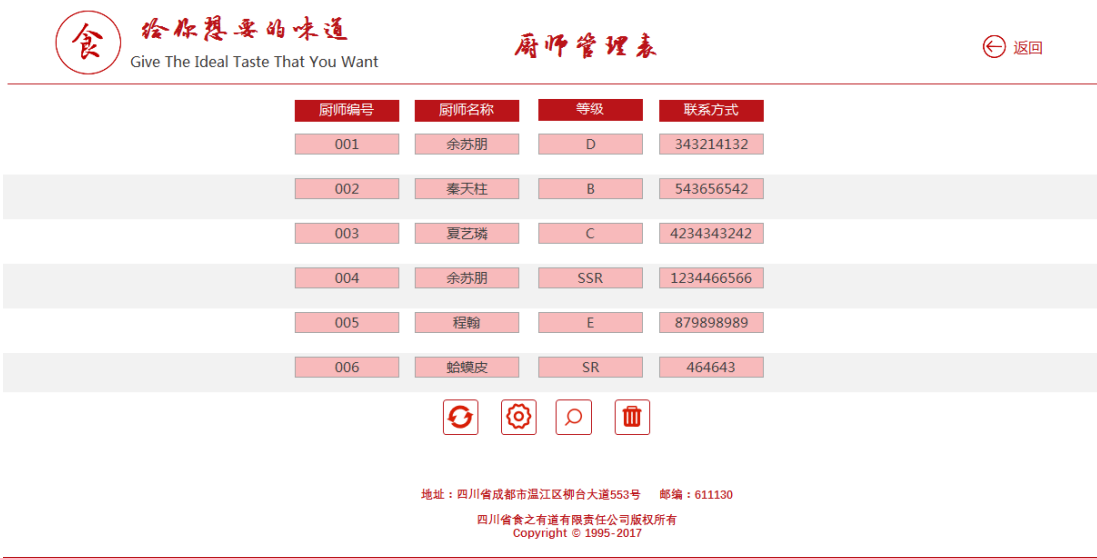 食
给你想要的味道
Give The Ideal Taste That You Want
厨师管理表
返回
厨师编号 厨师名称 等级 联系方式
001 余苏朋 D 343214132
002 秦天柱 B 543656542
003 夏艺璘 C 4234343242
004 余苏朋 SSR 1234466566
005 程翰 E 879898989
006 蛤蟆皮 SR 464643
地址：四川省成都市温江区柳台大道553号 邮编：611130
四川省食之有道有限责任公司版权所有
Copyright © 1995-2017